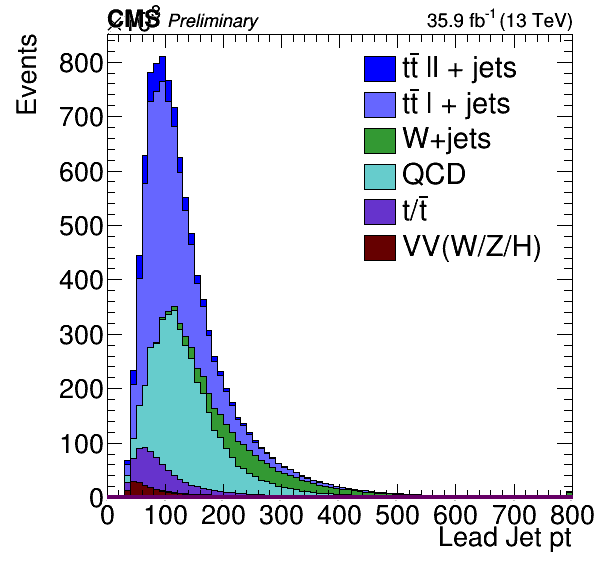 CMS Preliminary 35.9 fb-1 (13 TeV)
Events
tt̄ ll + jets
tt̄ l + jets
W+jets
QCD
t/t̄
VV(W/Z/H)
800
700
600
500
400
300
200
100
0
0 100 200 300 400 500 600 700 800
Lead Jet pt